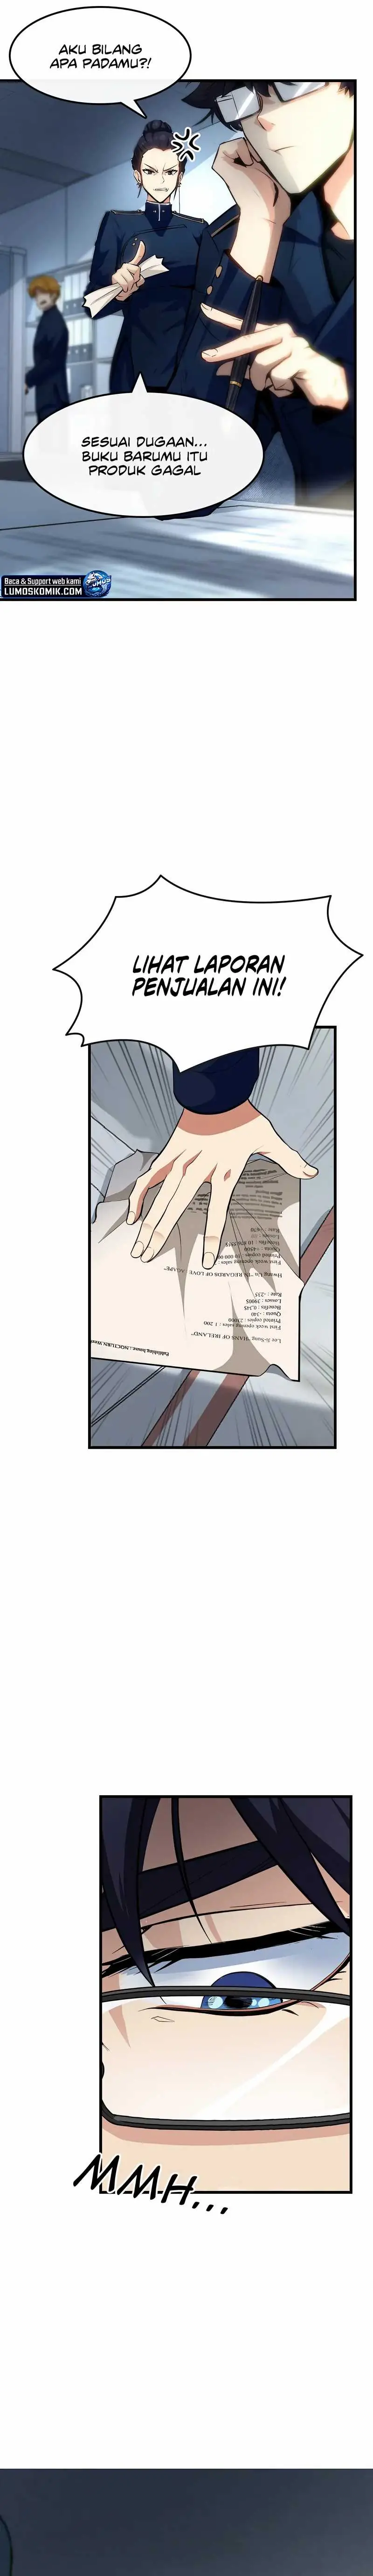 AKU BILANG
APA PADAMU?!
SESUAI DUGAAN...
BUKU BARUMU ITU
PRODUK GAGAL
Baca & Support web kami
LUMOSKOMIK.COM
LIHAT LAPORAN
PENJUALAN INI!
MMH...